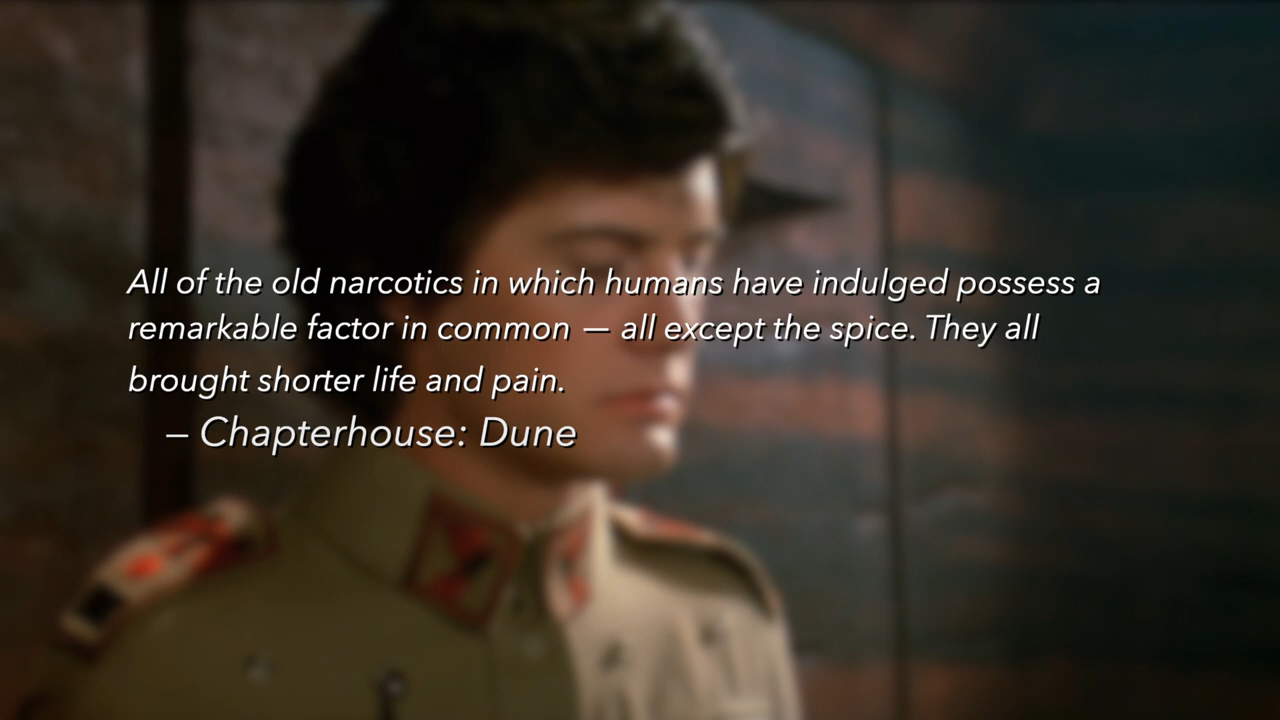 All of the old narcotics in which humans have indulged possess a
remarkable factor in common — all except the spice. They all
brought shorter life and pain.
– Chapterhouse: Dune